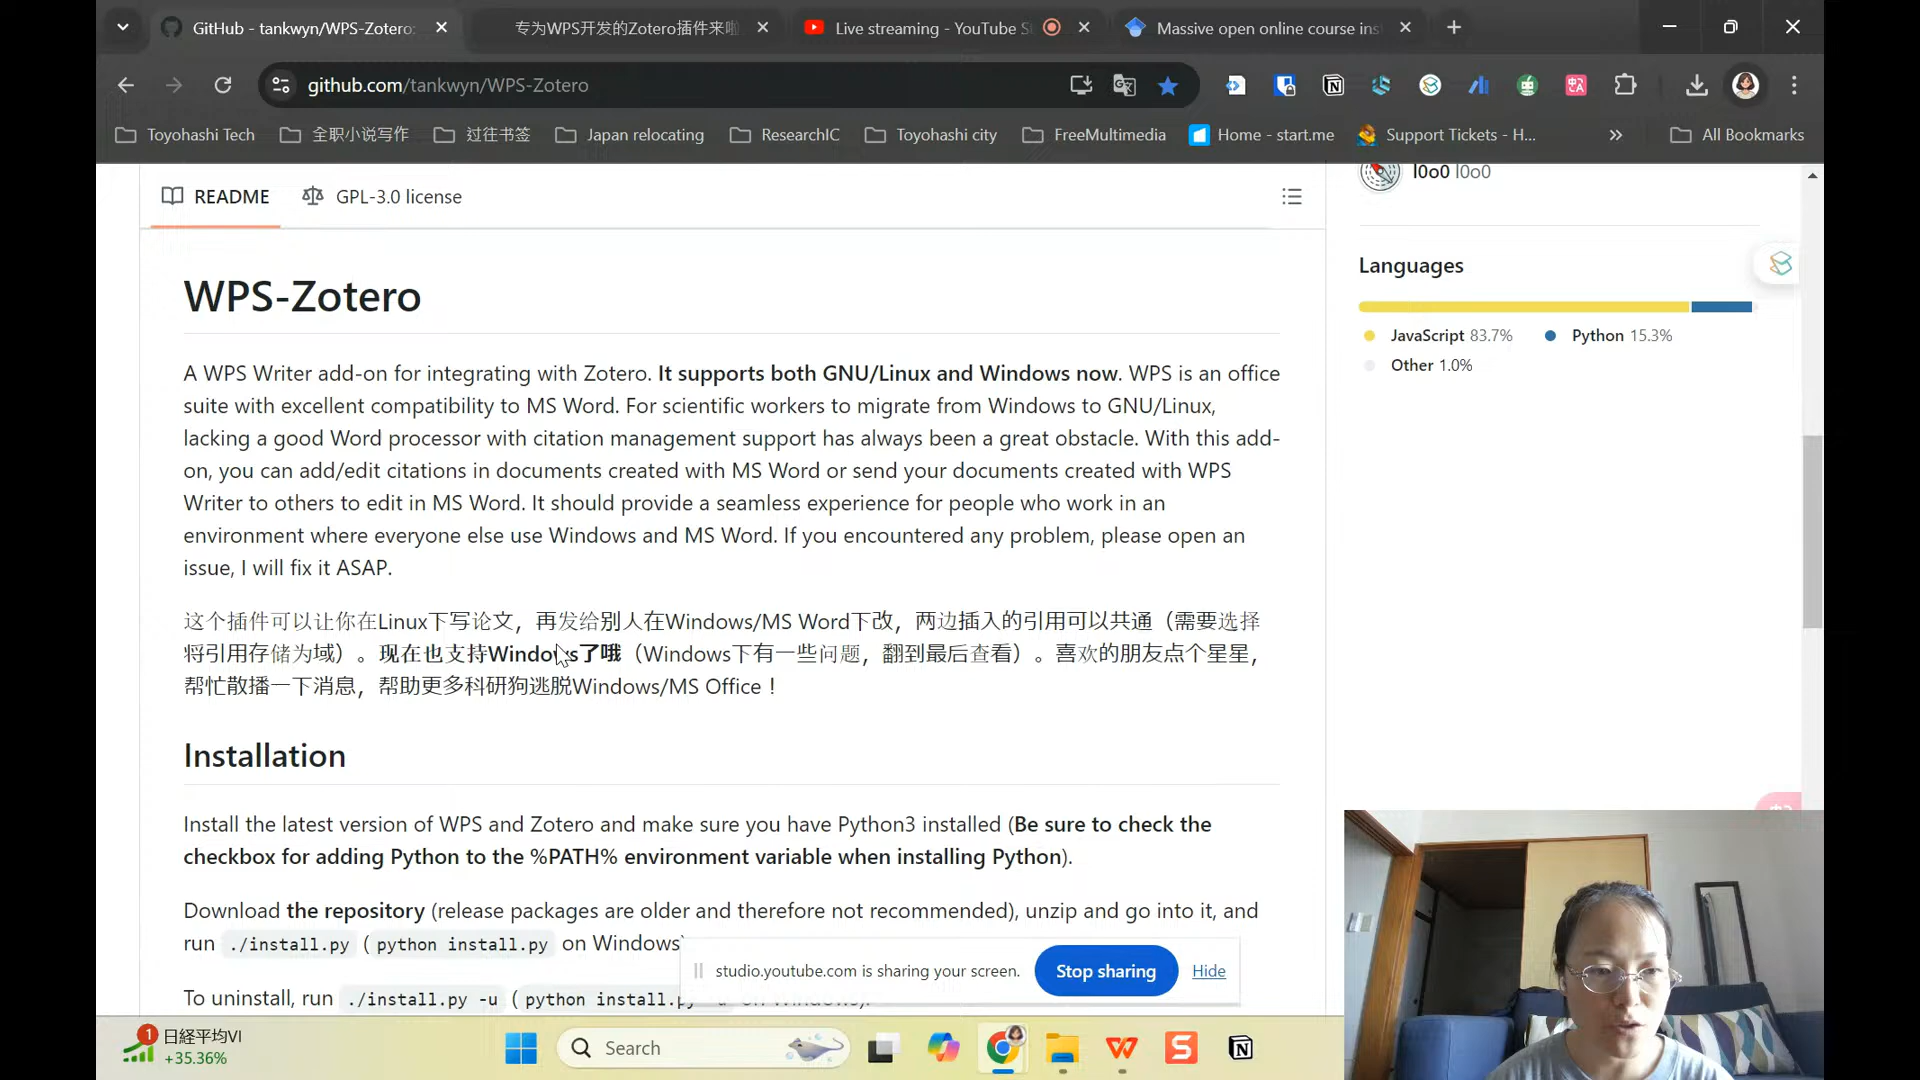 GitHub - tankwyn/WPS-Zotero:
专为WPS开发的Zotero插件来啦
Live streaming - YouTube S
Massive open online course ins
github.com/tankwyn/WPS-Zotero
Toyohashi Tech
全职小说写作
过往书签
Japan relocating
ResearchIC
Toyohashi city
FreeMultimedia
Home - start.me
Support Tickets - H...
All Bookmarks
README
GPL-3.0 license
l0o0 l0o0
Languages
JavaScript 83.7%
Python 15.3%
Other 1.0%
WPS-Zotero
A WPS Writer add-on for integrating with Zotero. It supports both GNU/Linux and Windows now. WPS is an office
suite with excellent compatibility to MS Word. For scientific workers to migrate from Windows to GNU/Linux,
lacking a good Word processor with citation management support has always been a great obstacle. With this add-
on, you can add/edit citations in documents created with MS Word or send your documents created with WPS
Writer to others to edit in MS Word. It should provide a seamless experience for people who work in an
environment where everyone else use Windows and MS Word. If you encountered any problem, please open an
issue, I will fix it ASAP.
这个插件可以让你在Linux下写论文，再发给别人在Windows/MS Word下改，两边插入的引用可以共通（需要选择
将引用存储为域）。现在也支持Windows了哦（Windows下有一些问题，翻到最后查看）。喜欢的朋友点个星星，
帮忙散播一下消息，帮助更多科研狗逃脱Windows/MS Office！
Installation
Install the latest version of WPS and Zotero and make sure you have Python3 installed (Be sure to check the
checkbox for adding Python to the %PATH% environment variable when installing Python).
Download the repository (release packages are older and therefore not recommended), unzip and go into it, and
run ./install.py ( python install.py on Windows)
To uninstall, run ./install.py -u ( python install.py
studio.youtube.com is sharing your screen.
Stop sharing
Hide
1
日経平均VI
+35.36%
Search